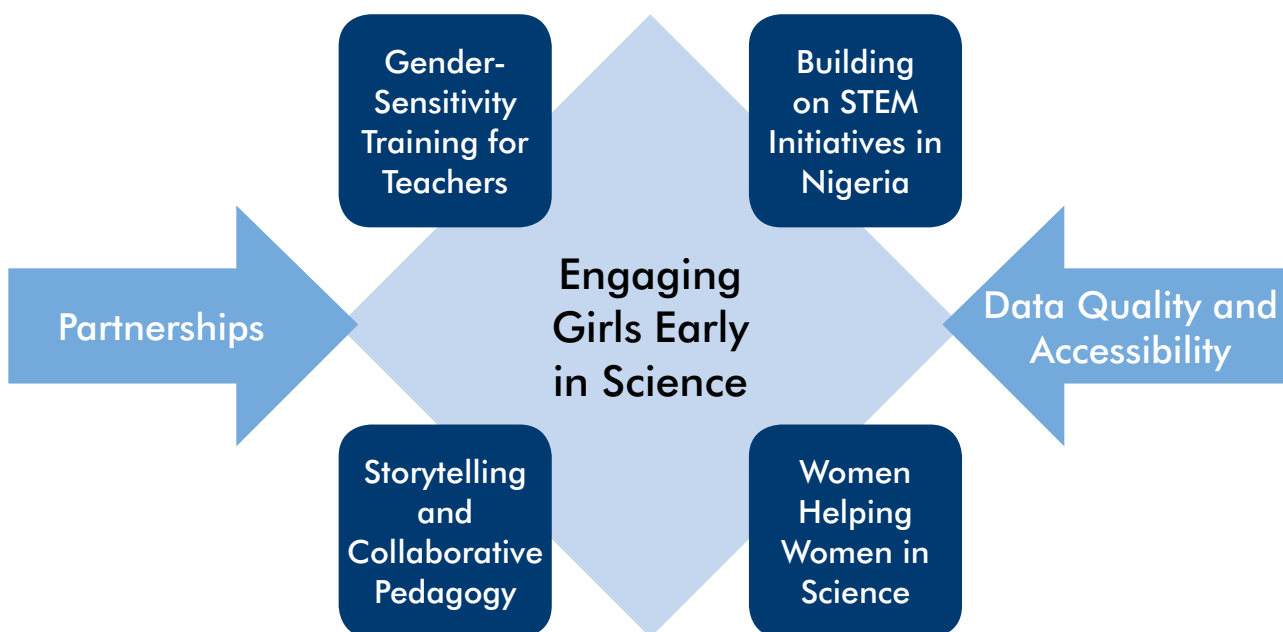 Gender-
Sensitivity
Training for
Teachers
Building
on STEM
Initiatives in
Nigeria
Partnerships
Engaging
Girls Early
in Science
Data Quality and
Accessibility
Storytelling
and
Collaborative
Pedagogy
Women
Helping
Women in
Science